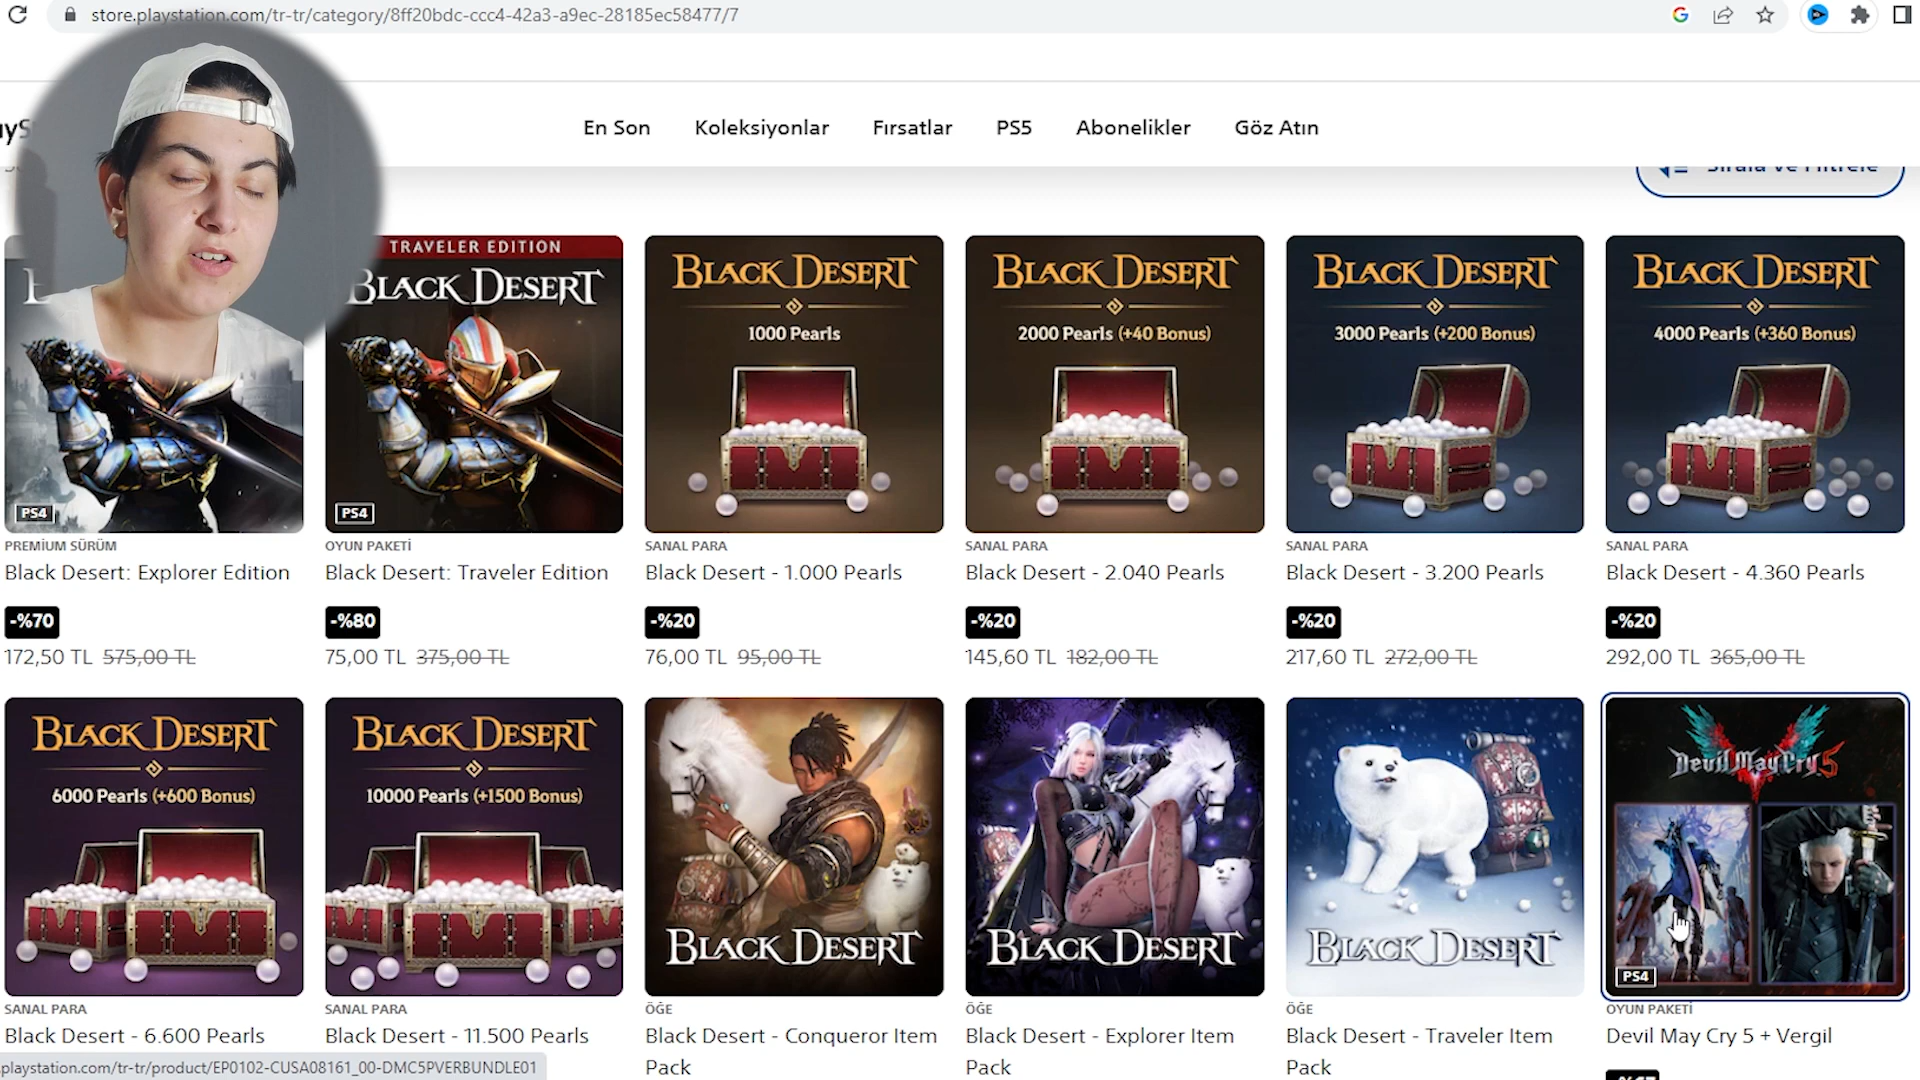 store.playstation.com/tr-tr/category/8ff20bdc-ccc4-42a3-a9ec-28185ec58477/7
En Son Koleksiyonlar Fırsatlar PS5 Abonelikler Göz Atın
Sırala ve Filtrele
PS4
PREMİUM SÜRÜM
Black Desert: Explorer Edition
-%70
172,50 TL 575,00 TL
TRAVELER EDITION
BLACK DESERT
PS4
OYUN PAKETİ
Black Desert: Traveler Edition
-%80
75,00 TL 375,00 TL
BLACK DESERT
1000 Pearls
SANAL PARA
Black Desert - 1.000 Pearls
-%20
76,00 TL 95,00 TL
BLACK DESERT
2000 Pearls (+40 Bonus)
SANAL PARA
Black Desert - 2.040 Pearls
-%20
145,60 TL 182,00 TL
BLACK DESERT
3000 Pearls (+200 Bonus)
SANAL PARA
Black Desert - 3.200 Pearls
-%20
217,60 TL 272,00 TL
BLACK DESERT
4000 Pearls (+360 Bonus)
SANAL PARA
Black Desert - 4.360 Pearls
-%20
292,00 TL 365,00 TL
BLACK DESERT
6000 Pearls (+600 Bonus)
SANAL PARA
Black Desert - 6.600 Pearls
BLACK DESERT
10000 Pearls (+1500 Bonus)
SANAL PARA
Black Desert - 11.500 Pearls
BLACK DESERT
ÖĞE
Black Desert - Conqueror Item
Pack
BLACK DESERT
ÖĞE
Black Desert - Explorer Item
Pack
BLACK DESERT
ÖĞE
Black Desert - Traveler Item
Pack
Devil May Cry 5
PS4
OYUN PAKETİ
Devil May Cry 5 + Vergil
playstation.com/tr-tr/product/EP0102-CUSA08161_00-DMC5PVERBUNDLE01